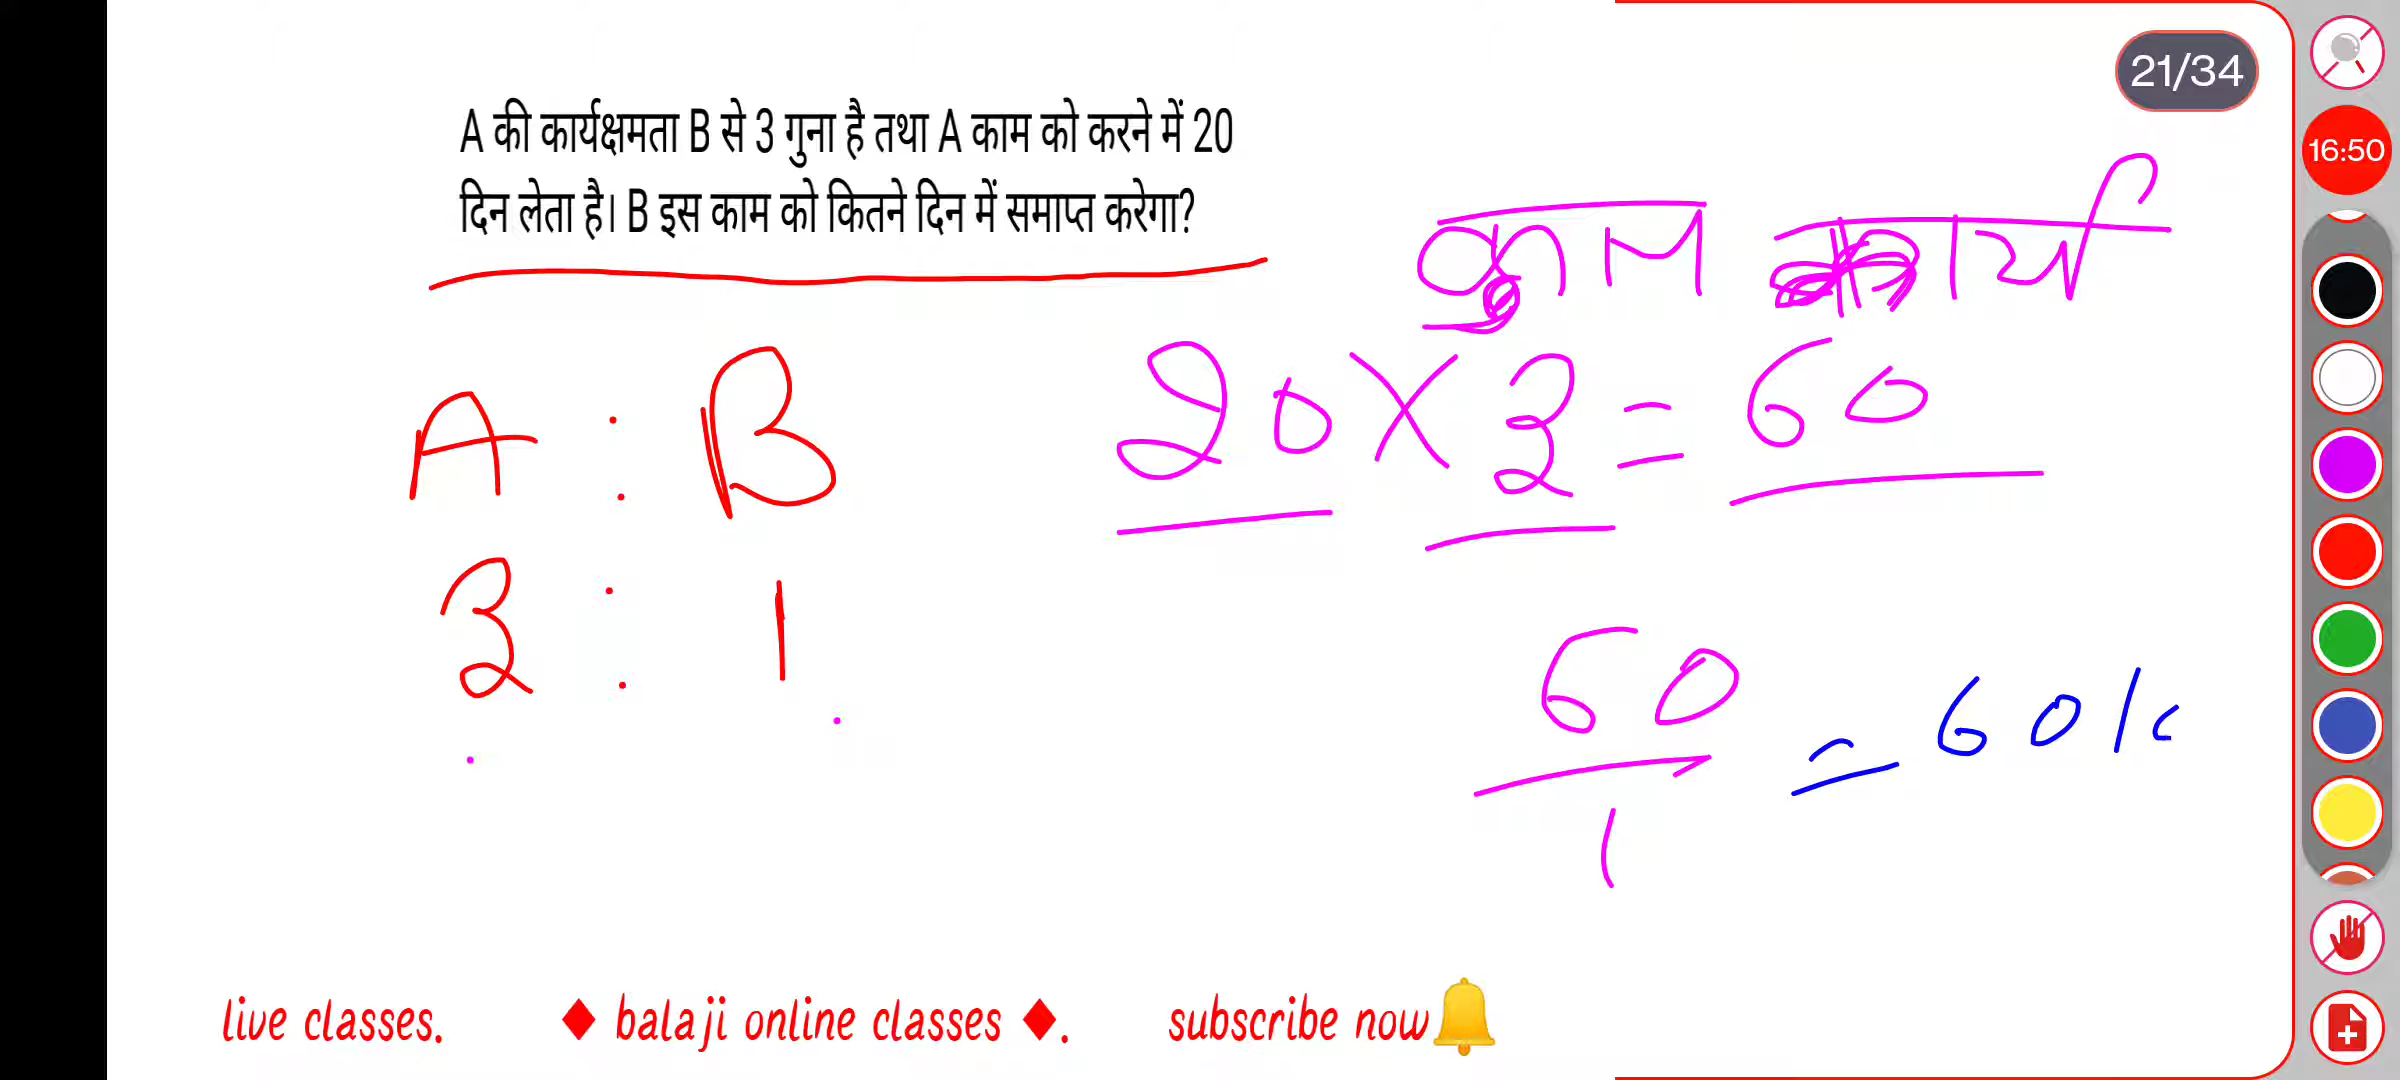 21/34
16:50
A की कार्यक्षमता B से 3 गुना है तथा A काम को करने में 20
दिन लेता है। B इस काम को कितने दिन में समाप्त करेगा?
कुल कार्य
A : B
20 × 3 = 60
3 : 1
60
1
= 60
live classes. ♦ balaji online classes ♦. subscribe now🔔